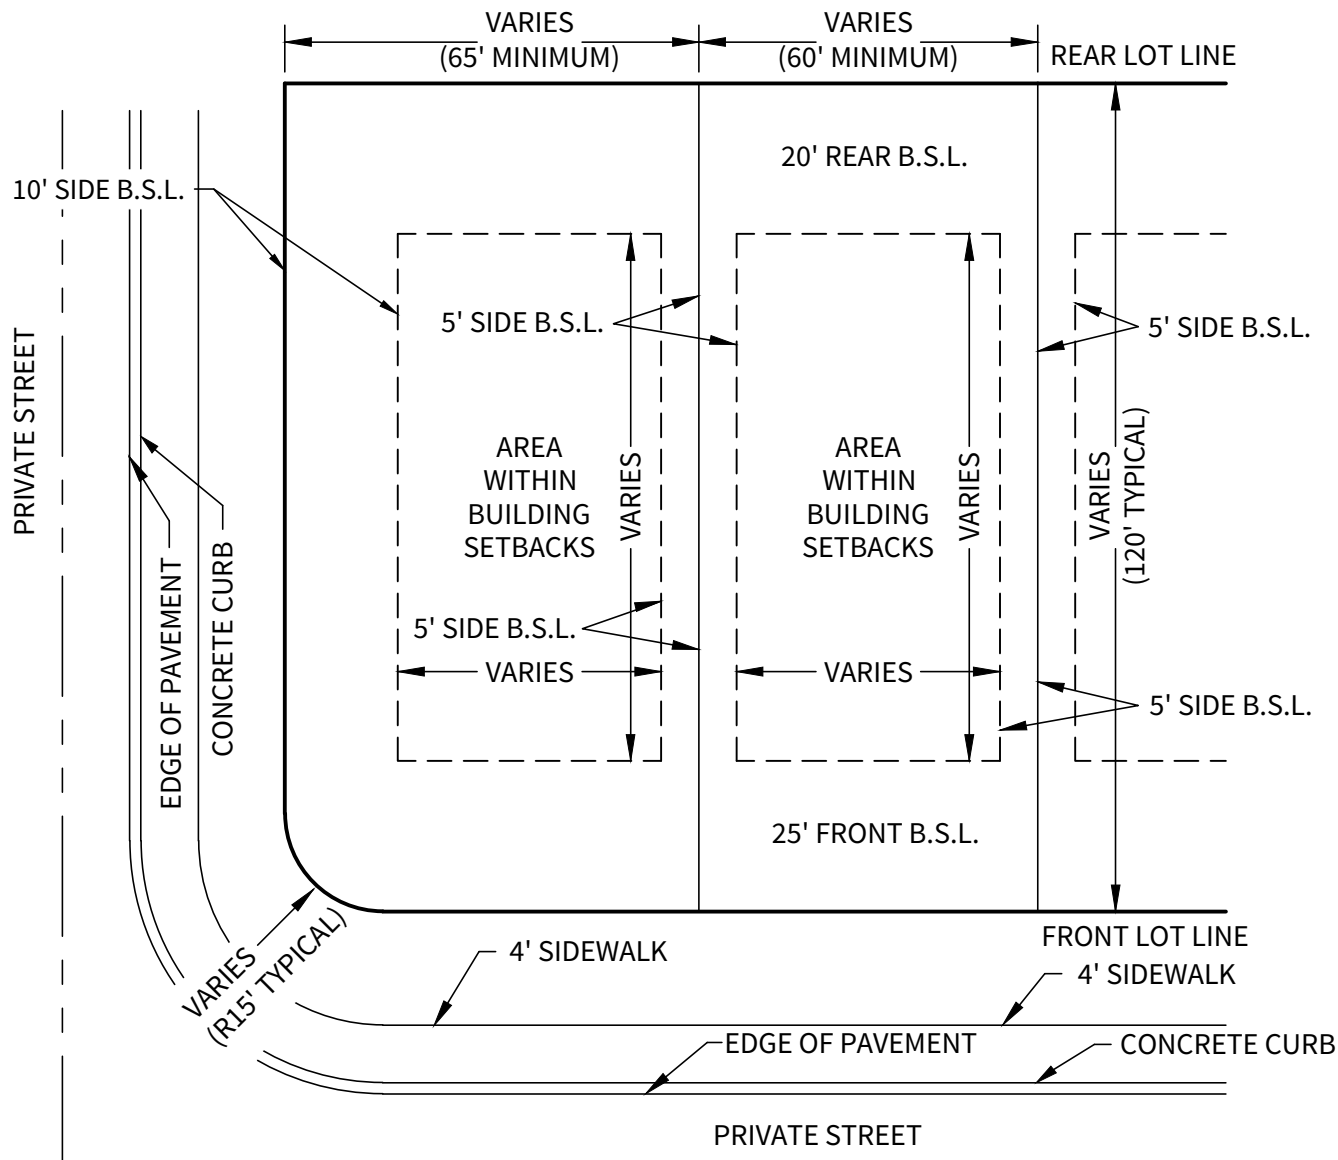 VARIES
(65' MINIMUM)
VARIES
(60' MINIMUM)
REAR LOT LINE
20' REAR B.S.L.
10' SIDE B.S.L.
5' SIDE B.S.L.
5' SIDE B.S.L.
PRIVATE STREET
AREA
WITHIN
BUILDING
SETBACKS
VARIES
AREA
WITHIN
BUILDING
SETBACKS
VARIES
VARIES
(120' TYPICAL)
EDGE OF PAVEMENT
CONCRETE CURB
5' SIDE B.S.L.
VARIES
VARIES
5' SIDE B.S.L.
25' FRONT B.S.L.
VARIES
(R15' TYPICAL)
4' SIDEWALK
FRONT LOT LINE
4' SIDEWALK
EDGE OF PAVEMENT
CONCRETE CURB
PRIVATE STREET